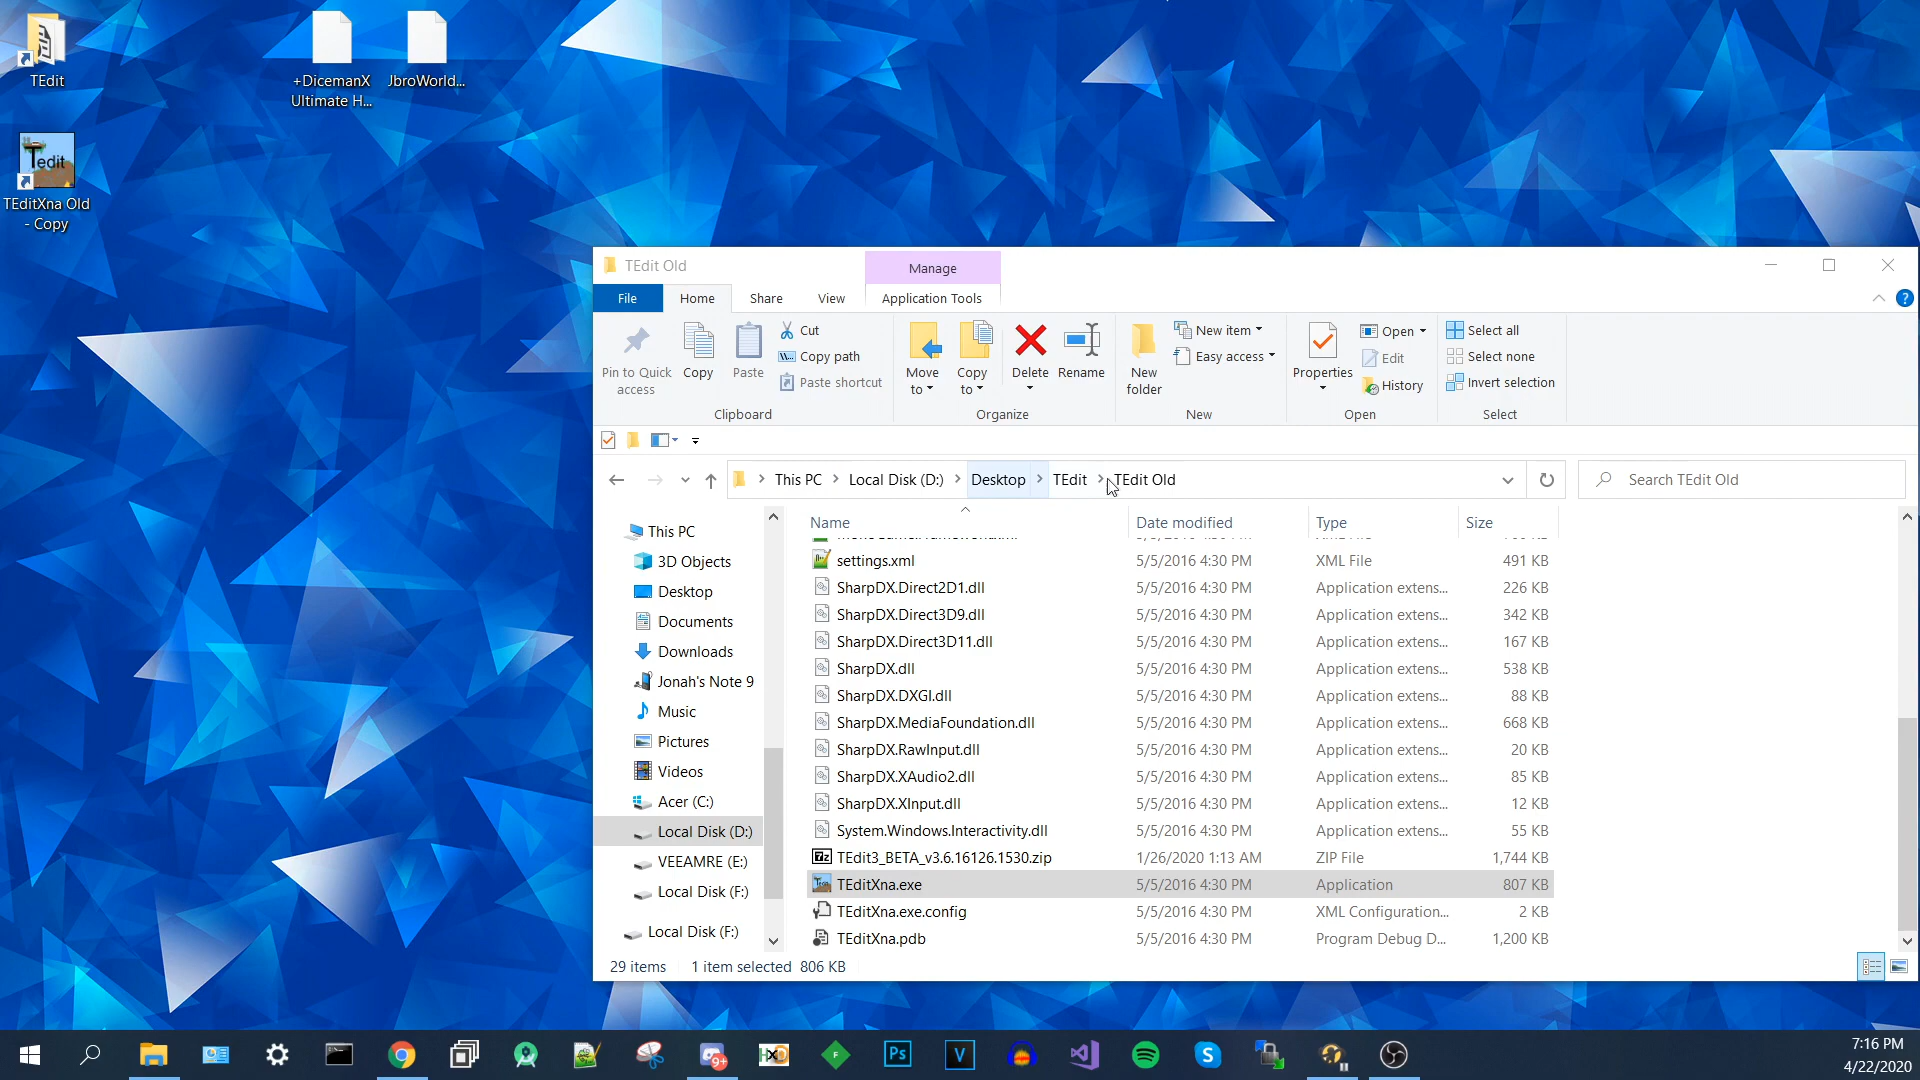 TEdit
+DicemanX
Ultimate H...
JbroWorld...
Tedit
TEditXna Old
- Copy
TEdit Old
Manage
File
Home
Share
View
Application Tools
Pin to Quick
access
Copy
Paste
Cut
Copy path
Paste shortcut
Clipboard
Move
to
Copy
to
Delete
Rename
Organize
New
folder
New item
Easy access
New
Properties
Open
Edit
History
Open
Select all
Select none
Invert selection
Select
This PC
Local Disk (D:)
Desktop
TEdit
TEdit Old
Search TEdit Old
This PC
3D Objects
Desktop
Documents
Downloads
Jonah's Note 9
Music
Pictures
Videos
Acer (C:)
Local Disk (D:)
VEEAMRE (E:)
Local Disk (F:)
Local Disk (F:)
Name Date modified Type Size
settings.xml 5/5/2016 4:30 PM XML File 491 KB
SharpDX.Direct2D1.dll 5/5/2016 4:30 PM Application extens... 226 KB
SharpDX.Direct3D9.dll 5/5/2016 4:30 PM Application extens... 342 KB
SharpDX.Direct3D11.dll 5/5/2016 4:30 PM Application extens... 167 KB
SharpDX.dll 5/5/2016 4:30 PM Application extens... 538 KB
SharpDX.DXGI.dll 5/5/2016 4:30 PM Application extens... 88 KB
SharpDX.MediaFoundation.dll 5/5/2016 4:30 PM Application extens... 668 KB
SharpDX.RawInput.dll 5/5/2016 4:30 PM Application extens... 20 KB
SharpDX.XAudio2.dll 5/5/2016 4:30 PM Application extens... 85 KB
SharpDX.XInput.dll 5/5/2016 4:30 PM Application extens... 12 KB
System.Windows.Interactivity.dll 5/5/2016 4:30 PM Application extens... 55 KB
TEdit3_BETA_v3.6.16126.1530.zip 1/26/2020 1:13 AM ZIP File 1,744 KB
TEditXna.exe 5/5/2016 4:30 PM Application 807 KB
TEditXna.exe.config 5/5/2016 4:30 PM XML Configuration... 2 KB
TEditXna.pdb 5/5/2016 4:30 PM Program Debug D... 1,200 KB
29 items 1 item selected 806 KB
7:16 PM
4/22/2020